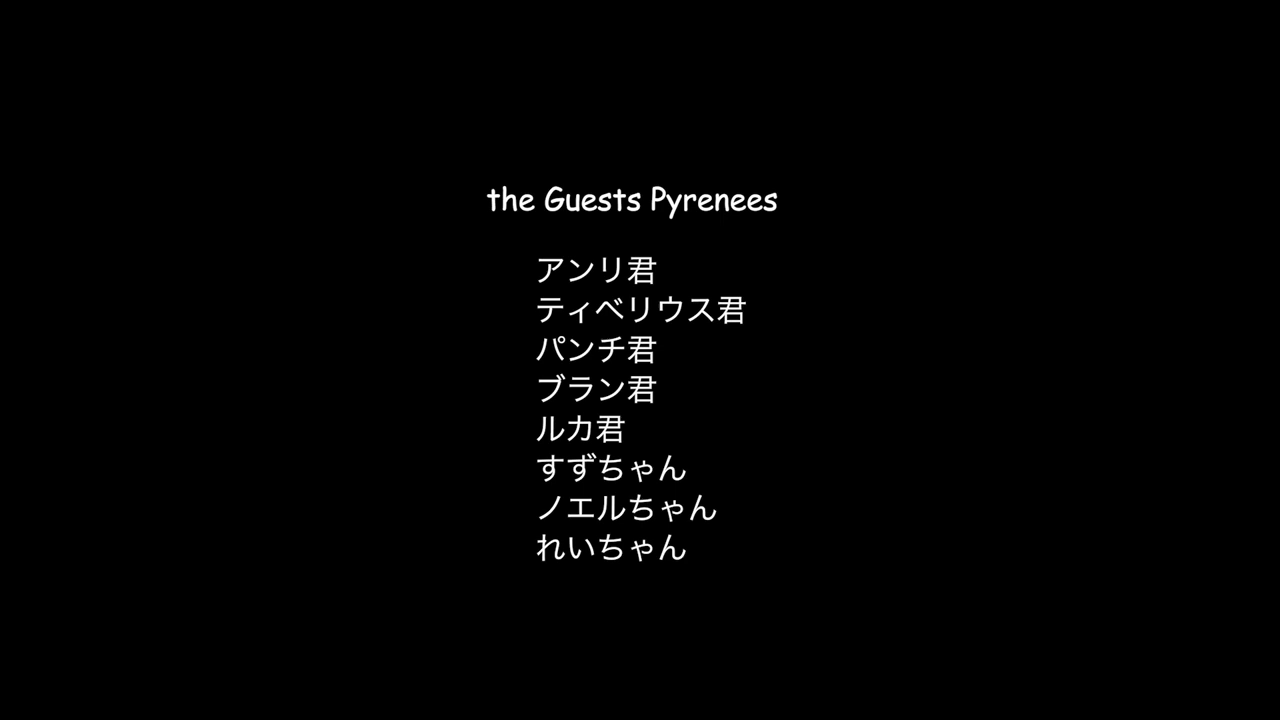 the Guests Pyrenees
アンリ君
ティベリウス君
パンチ君
ブラン君
ルカ君
すずちゃん
ノエルちゃん
れいちゃん